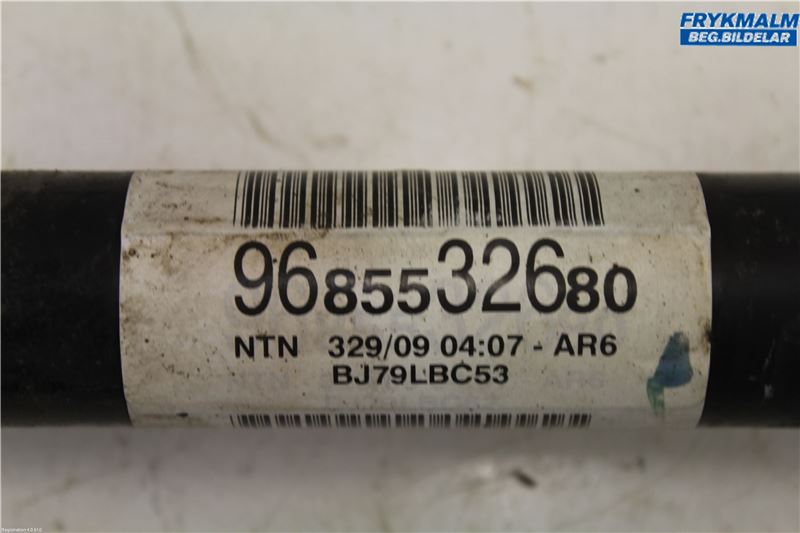 FRYKMALM
BEG.BILDELAR
9685532680
NTN 329/09 04:07 - AR6
BJ79LBC53